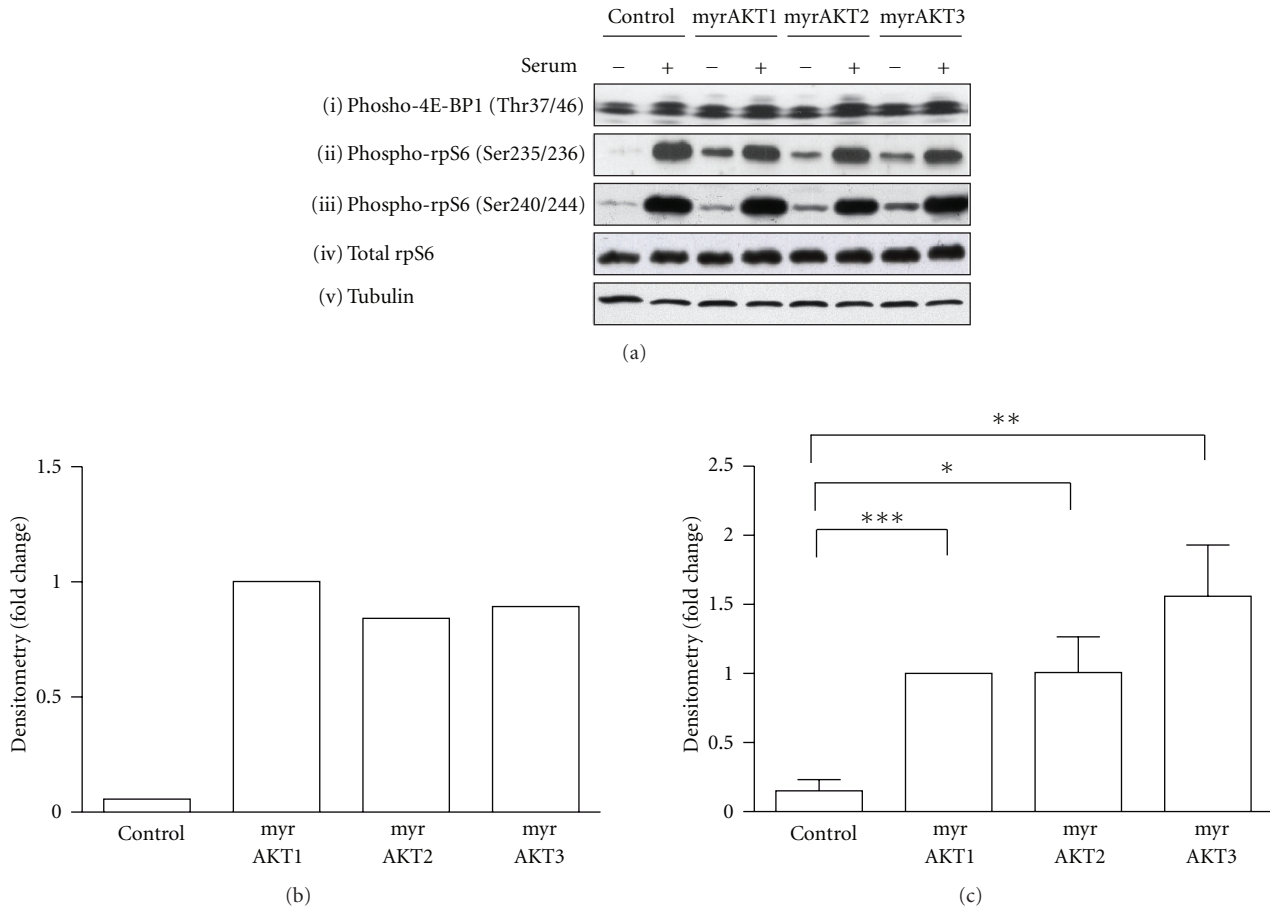 Control myrAKT1 myrAKT2 myrAKT3
Serum − + − + − + − +
(i) Phosho-4E-BP1 (Thr37/46)
(ii) Phospho-rpS6 (Ser235/236)
(iii) Phospho-rpS6 (Ser240/244)
(iv) Total rpS6
(v) Tubulin
(a)
1.5
1
0.5
0
Densitometry (fold change)
Control
myr AKT1
myr AKT2
myr AKT3
(b)
**
*
***
2.5
2
1.5
1
0.5
0
Densitometry (fold change)
Control
myr AKT1
myr AKT2
myr AKT3
(c)